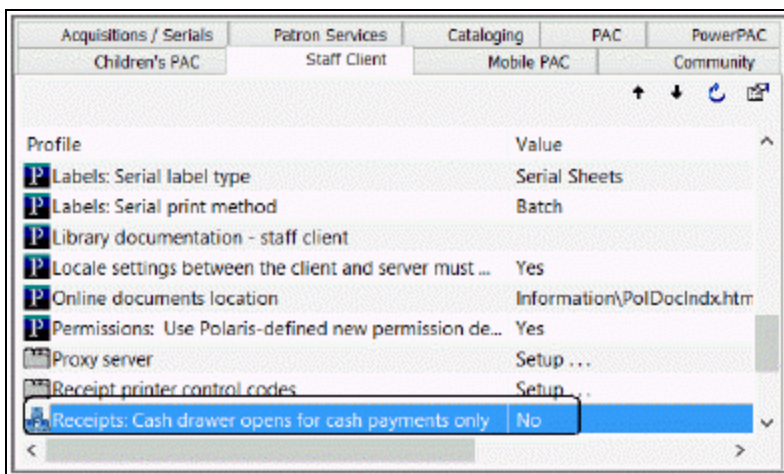 Acquisitions / Serials Patron Services Cataloging PAC PowerPAC
Children's PAC Staff Client Mobile PAC Community
Profile Value
Labels: Serial label type Serial Sheets
Labels: Serial print method Batch
Library documentation - staff client
Locale settings between the client and server must ... Yes
Online documents location Information\PolDocIndx.htm
Permissions: Use Polaris-defined new permission de... Yes
Proxy server Setup ...
Receipt printer control codes Setup ...
Receipts: Cash drawer opens for cash payments only No